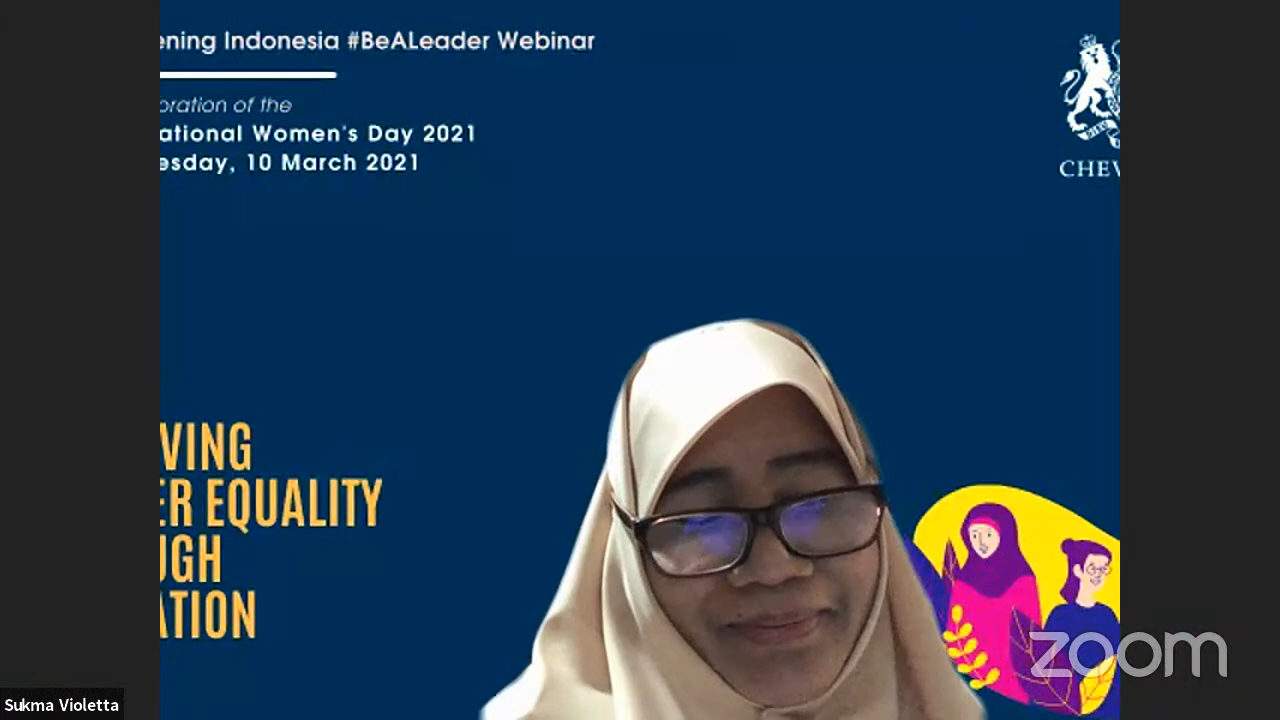 ening Indonesia #BeALeader Webinar
oration of the
ational Women's Day 2021
esday, 10 March 2021
CHEV
VING
ER EQUALITY
UGH
ATION
zoom
Sukma Violetta